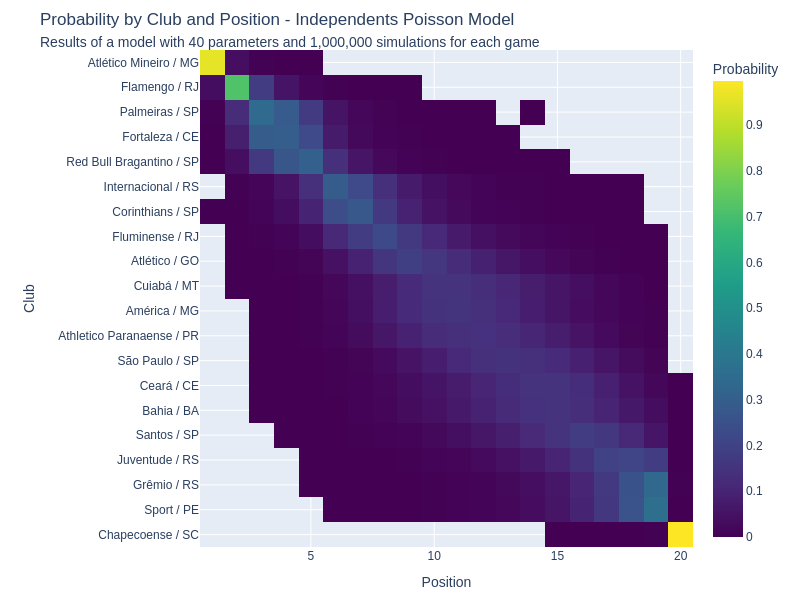 Probability by Club and Position - Independents Poisson Model
Results of a model with 40 parameters and 1,000,000 simulations for each game
Probability
Atlético Mineiro / MG
Flamengo / RJ
Palmeiras / SP
Fortaleza / CE
Red Bull Bragantino / SP
Internacional / RS
Corinthians / SP
Fluminense / RJ
Atlético / GO
Cuiabá / MT
América / MG
Athletico Paranaense / PR
São Paulo / SP
Ceará / CE
Bahia / BA
Santos / SP
Juventude / RS
Grêmio / RS
Sport / PE
Chapecoense / SC
Club
5
10
15
20
Position
0.9
0.8
0.7
0.6
0.5
0.4
0.3
0.2
0.1
0